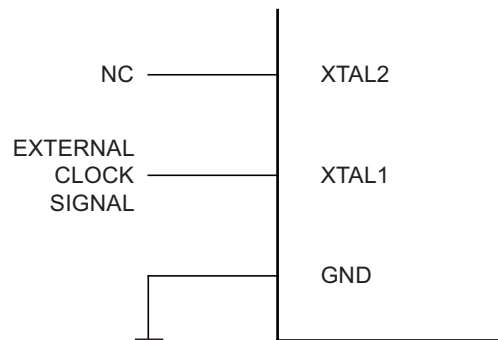 NC
XTAL2
EXTERNAL
CLOCK
SIGNAL
XTAL1
GND